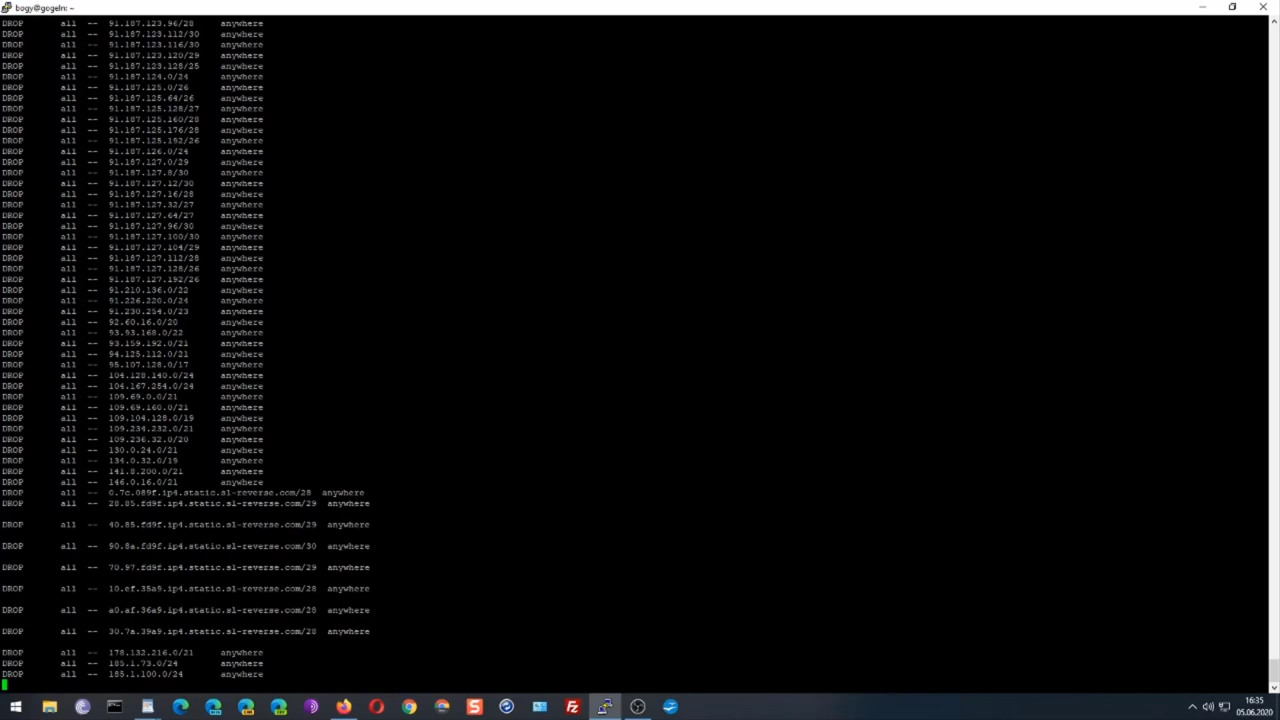 bogy@gogeln: ~
DROP all -- 91.187.123.96/28 anywhere
DROP all -- 91.187.123.112/30 anywhere
DROP all -- 91.187.123.116/30 anywhere
DROP all -- 91.187.123.120/29 anywhere
DROP all -- 91.187.123.128/25 anywhere
DROP all -- 91.187.124.0/24 anywhere
DROP all -- 91.187.125.0/26 anywhere
DROP all -- 91.187.125.64/26 anywhere
DROP all -- 91.187.125.128/27 anywhere
DROP all -- 91.187.125.160/28 anywhere
DROP all -- 91.187.125.176/28 anywhere
DROP all -- 91.187.125.192/26 anywhere
DROP all -- 91.187.126.0/24 anywhere
DROP all -- 91.187.127.0/29 anywhere
DROP all -- 91.187.127.8/30 anywhere
DROP all -- 91.187.127.12/30 anywhere
DROP all -- 91.187.127.16/28 anywhere
DROP all -- 91.187.127.32/27 anywhere
DROP all -- 91.187.127.64/27 anywhere
DROP all -- 91.187.127.96/30 anywhere
DROP all -- 91.187.127.100/30 anywhere
DROP all -- 91.187.127.104/29 anywhere
DROP all -- 91.187.127.112/28 anywhere
DROP all -- 91.187.127.128/26 anywhere
DROP all -- 91.187.127.192/26 anywhere
DROP all -- 91.210.136.0/22 anywhere
DROP all -- 91.226.220.0/24 anywhere
DROP all -- 91.230.254.0/23 anywhere
DROP all -- 92.60.16.0/20 anywhere
DROP all -- 93.93.168.0/22 anywhere
DROP all -- 93.159.192.0/21 anywhere
DROP all -- 94.125.112.0/21 anywhere
DROP all -- 95.107.128.0/17 anywhere
DROP all -- 104.128.140.0/24 anywhere
DROP all -- 104.167.254.0/24 anywhere
DROP all -- 109.69.0.0/21 anywhere
DROP all -- 109.69.160.0/21 anywhere
DROP all -- 109.104.128.0/19 anywhere
DROP all -- 109.234.232.0/21 anywhere
DROP all -- 109.236.32.0/20 anywhere
DROP all -- 130.0.24.0/21 anywhere
DROP all -- 134.0.32.0/19 anywhere
DROP all -- 141.8.200.0/21 anywhere
DROP all -- 146.0.16.0/21 anywhere
DROP all -- 0.7c.089f.ip4.static.sl-reverse.com/28 anywhere
DROP all -- 28.85.fd9f.ip4.static.sl-reverse.com/29 anywhere
DROP all -- 40.85.fd9f.ip4.static.sl-reverse.com/29 anywhere
DROP all -- 90.8a.fd9f.ip4.static.sl-reverse.com/30 anywhere
DROP all -- 70.97.fd9f.ip4.static.sl-reverse.com/29 anywhere
DROP all -- 10.ef.35a9.ip4.static.sl-reverse.com/28 anywhere
DROP all -- a0.af.36a9.ip4.static.sl-reverse.com/28 anywhere
DROP all -- 30.7a.39a9.ip4.static.sl-reverse.com/28 anywhere
DROP all -- 178.132.216.0/21 anywhere
DROP all -- 185.1.73.0/24 anywhere
DROP all -- 185.1.100.0/24 anywhere
16:35
05.06.2020